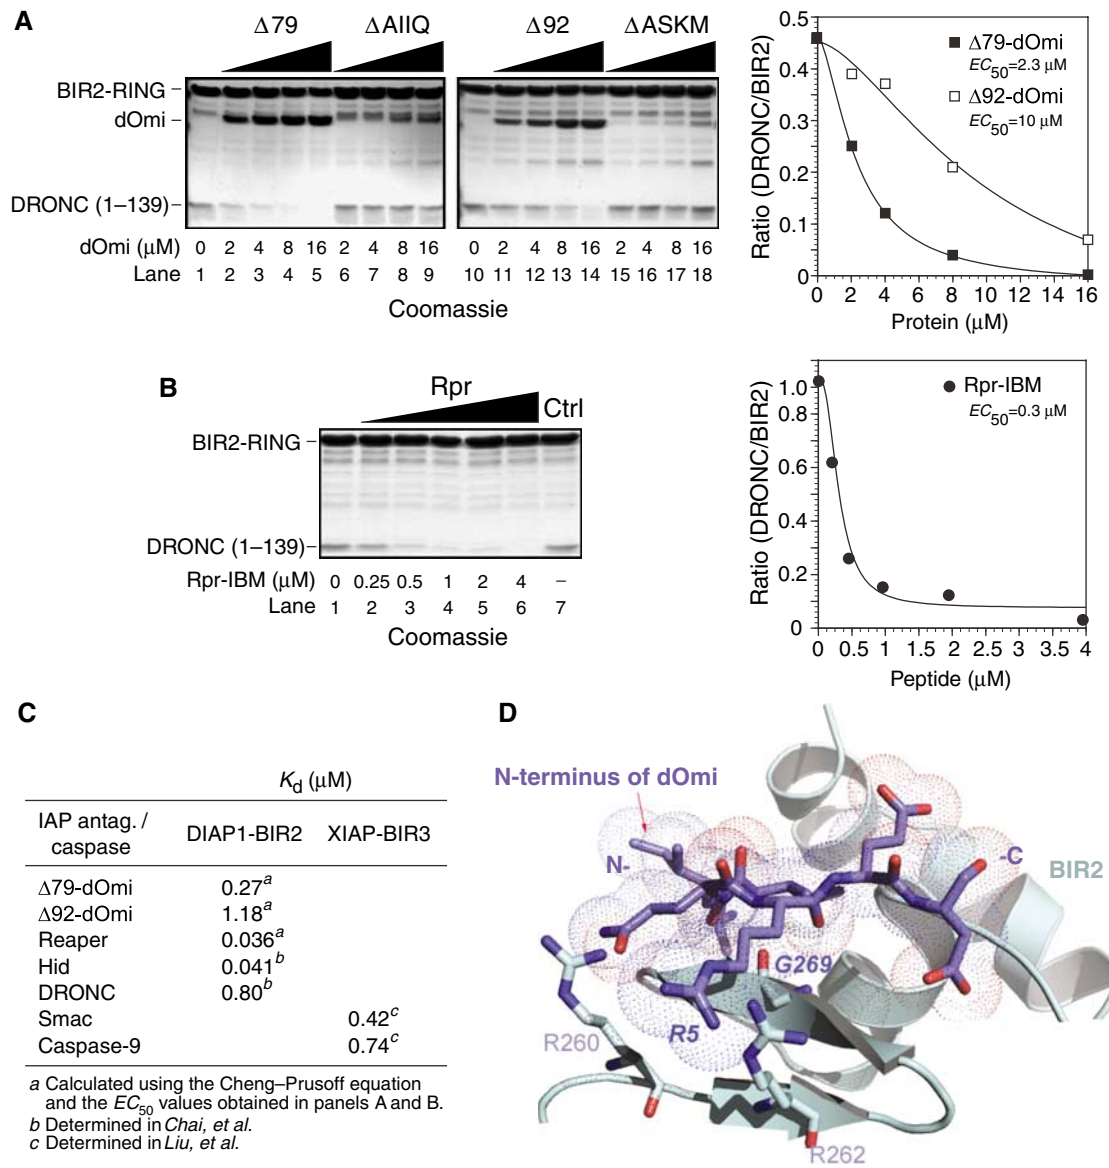 A
Δ79
ΔAIIQ
Δ92
ΔASKM
BIR2-RING
dOmi
DRONC (1–139)
dOmi (μM) 0 2 4 8 16 2 4 8 16 0 2 4 8 16 2 4 8 16
Lane 1 2 3 4 5 6 7 8 9 10 11 12 13 14 15 16 17 18
Coomassie
Ratio (DRONC/BIR2)
0.5
0.4
0.3
0.2
0.1
0
Δ79-dOmi
EC50=2.3 μM
Δ92-dOmi
EC50=10 μM
0 2 4 6 8 10 12 14 16
Protein (μM)
B
Rpr
Ctrl
BIR2-RING
DRONC (1–139)
Rpr-IBM (μM) 0 0.25 0.5 1 2 4 –
Lane 1 2 3 4 5 6 7
Coomassie
Ratio (DRONC/BIR2)
1.0
0.8
0.6
0.4
0.2
0
Rpr-IBM
EC50=0.3 μM
0 0.5 1 1.5 2 2.5 3 3.5 4
Peptide (μM)
C
Kd (μM)
IAP antag. / caspase
DIAP1-BIR2
XIAP-BIR3
Δ79-dOmi 0.27a
Δ92-dOmi 1.18a
Reaper 0.036a
Hid 0.041b
DRONC 0.80b
Smac 0.42c
Caspase-9 0.74c
a Calculated using the Cheng–Prusoff equation
and the EC50 values obtained in panels A and B.
b Determined in Chai, et al.
c Determined in Liu, et al.
D
N-terminus of dOmi
N-
-C
BIR2
G269
R5
R260
R262